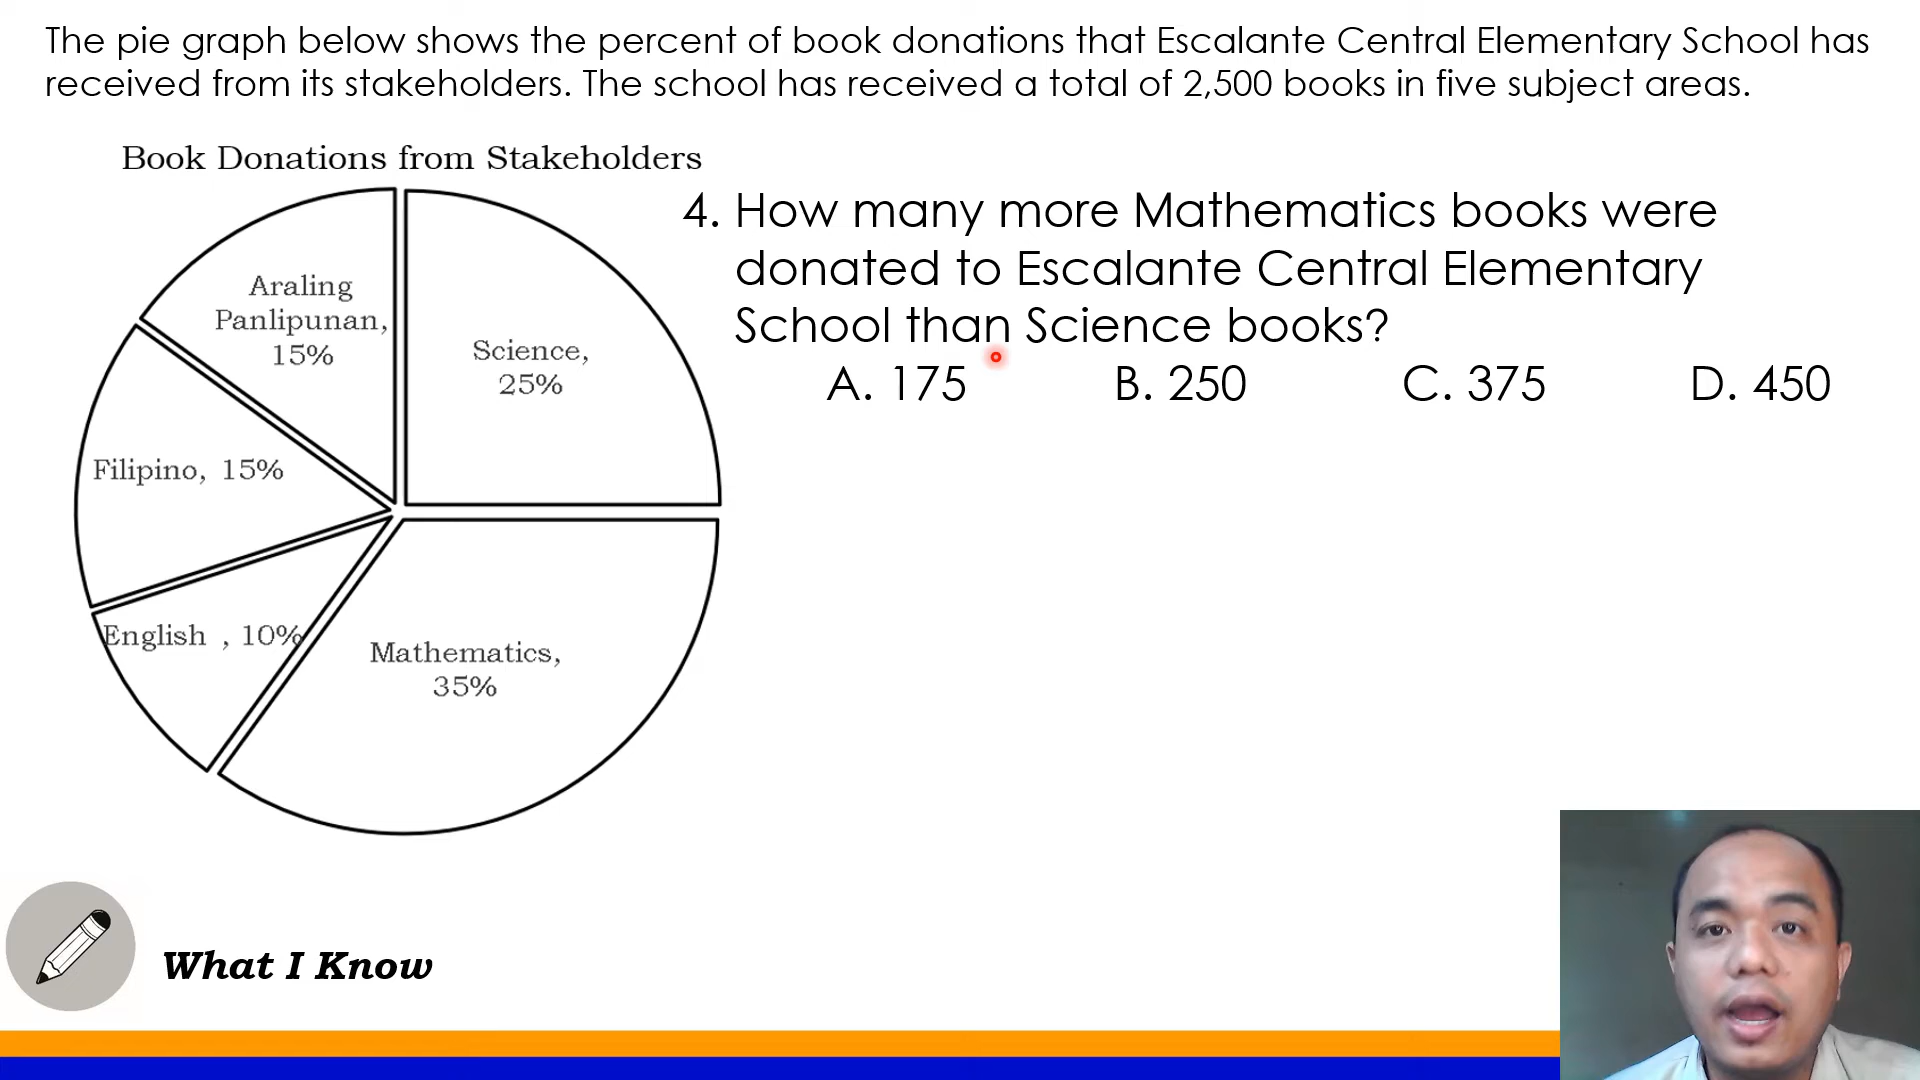 The pie graph below shows the percent of book donations that Escalante Central Elementary School has
received from its stakeholders. The school has received a total of 2,500 books in five subject areas.
Book Donations from Stakeholders
Araling
Panlipunan,
15%
Science,
25%
Filipino, 15%
English , 10%
Mathematics,
35%
4. How many more Mathematics books were
donated to Escalante Central Elementary
School than Science books?
A. 175 B. 250 C. 375 D. 450
What I Know